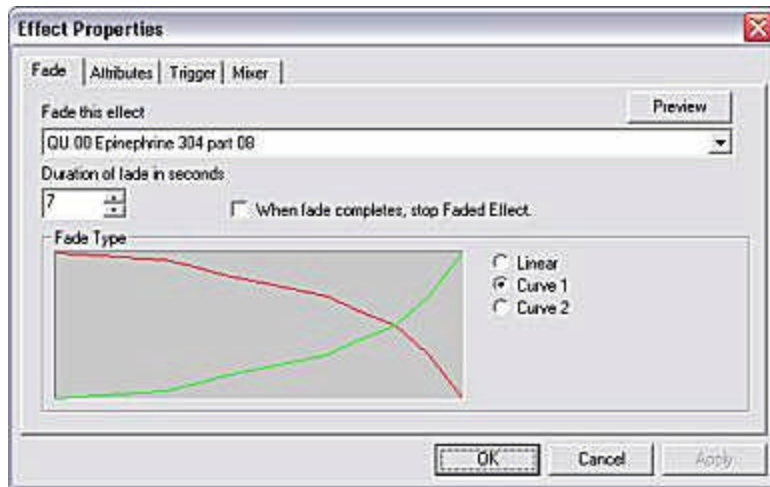 Effect Properties
Fade Attributes Trigger Mixer
Preview
Fade this effect
QU 00 Epinephrine 304 part 08
Duration of fade in seconds
7
When fade completes, stop Faded Effect.
Fade Type
Linear
Curve 1
Curve 2
OK Cancel Apply